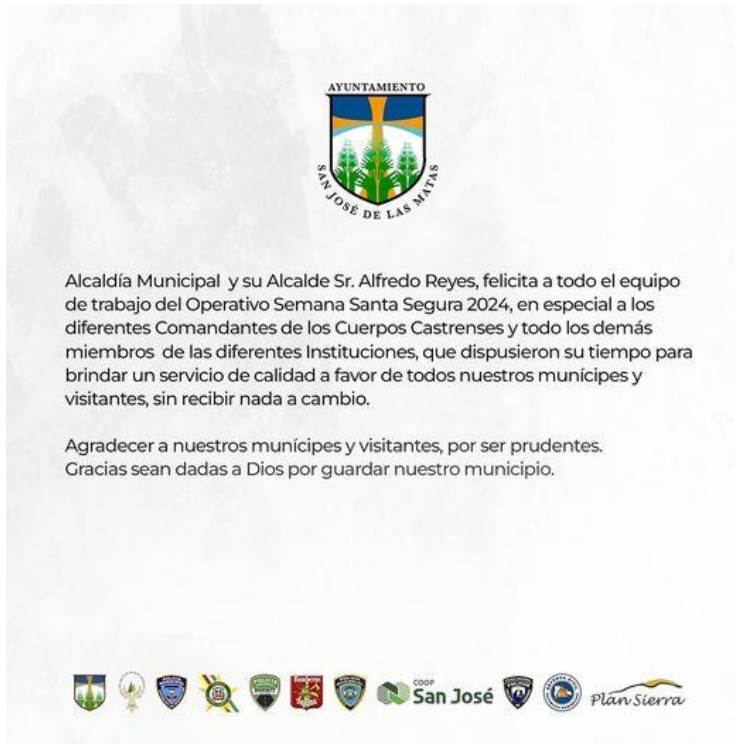 AYUNTAMIENTO
SAN JOSÉ DE LAS MATAS
Alcaldía Municipal y su Alcalde Sr. Alfredo Reyes, felicita a todo el equipo
de trabajo del Operativo Semana Santa Segura 2024, en especial a los
diferentes Comandantes de los Cuerpos Castrenses y todo los demás
miembros de las diferentes Instituciones, que dispusieron su tiempo para
brindar un servicio de calidad a favor de todos nuestros munícipes y
visitantes, sin recibir nada a cambio.
Agradecer a nuestros munícipes y visitantes, por ser prudentes.
Gracias sean dadas a Dios por guardar nuestro municipio.
COOP
San José
Plan Sierra